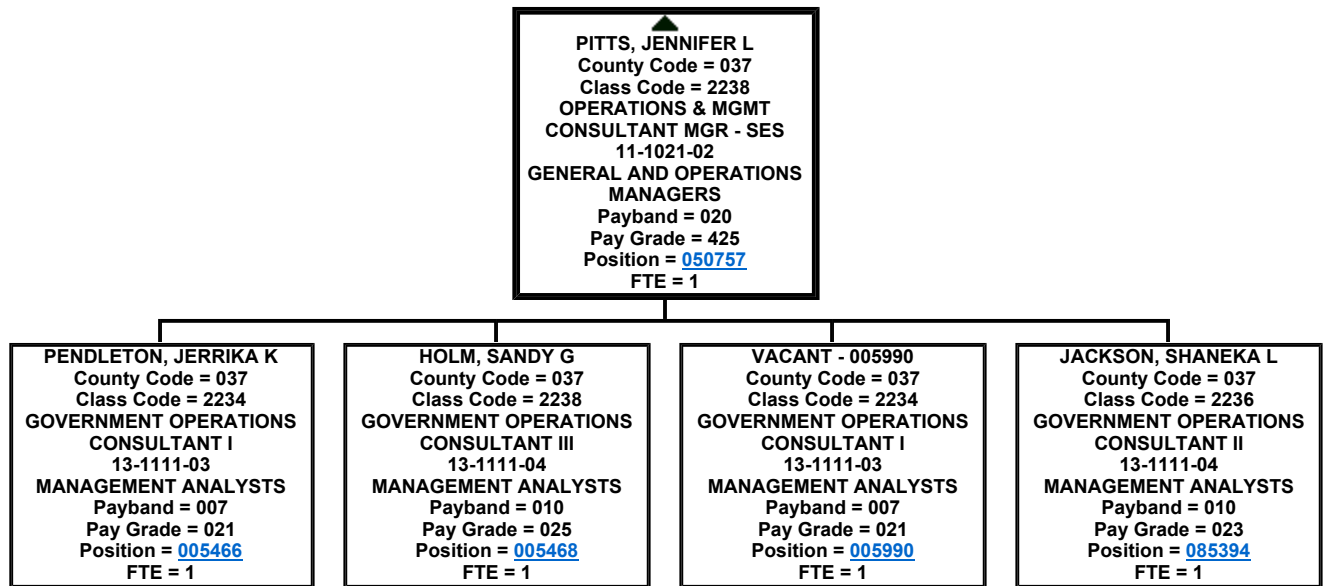 PITTS, JENNIFER L
County Code = 037
Class Code = 2238
OPERATIONS & MGMT
CONSULTANT MGR - SES
11-1021-02
GENERAL AND OPERATIONS
MANAGERS
Payband = 020
Pay Grade = 425
Position = 050757
FTE = 1
PENDLETON, JERRIKA K
County Code = 037
Class Code = 2234
GOVERNMENT OPERATIONS
CONSULTANT I
13-1111-03
MANAGEMENT ANALYSTS
Payband = 007
Pay Grade = 021
Position = 005466
FTE = 1
HOLM, SANDY G
County Code = 037
Class Code = 2238
GOVERNMENT OPERATIONS
CONSULTANT III
13-1111-04
MANAGEMENT ANALYSTS
Payband = 010
Pay Grade = 025
Position = 005468
FTE = 1
VACANT - 005990
County Code = 037
Class Code = 2234
GOVERNMENT OPERATIONS
CONSULTANT I
13-1111-03
MANAGEMENT ANALYSTS
Payband = 007
Pay Grade = 021
Position = 005990
FTE = 1
JACKSON, SHANEKA L
County Code = 037
Class Code = 2236
GOVERNMENT OPERATIONS
CONSULTANT II
13-1111-04
MANAGEMENT ANALYSTS
Payband = 010
Pay Grade = 023
Position = 085394
FTE = 1